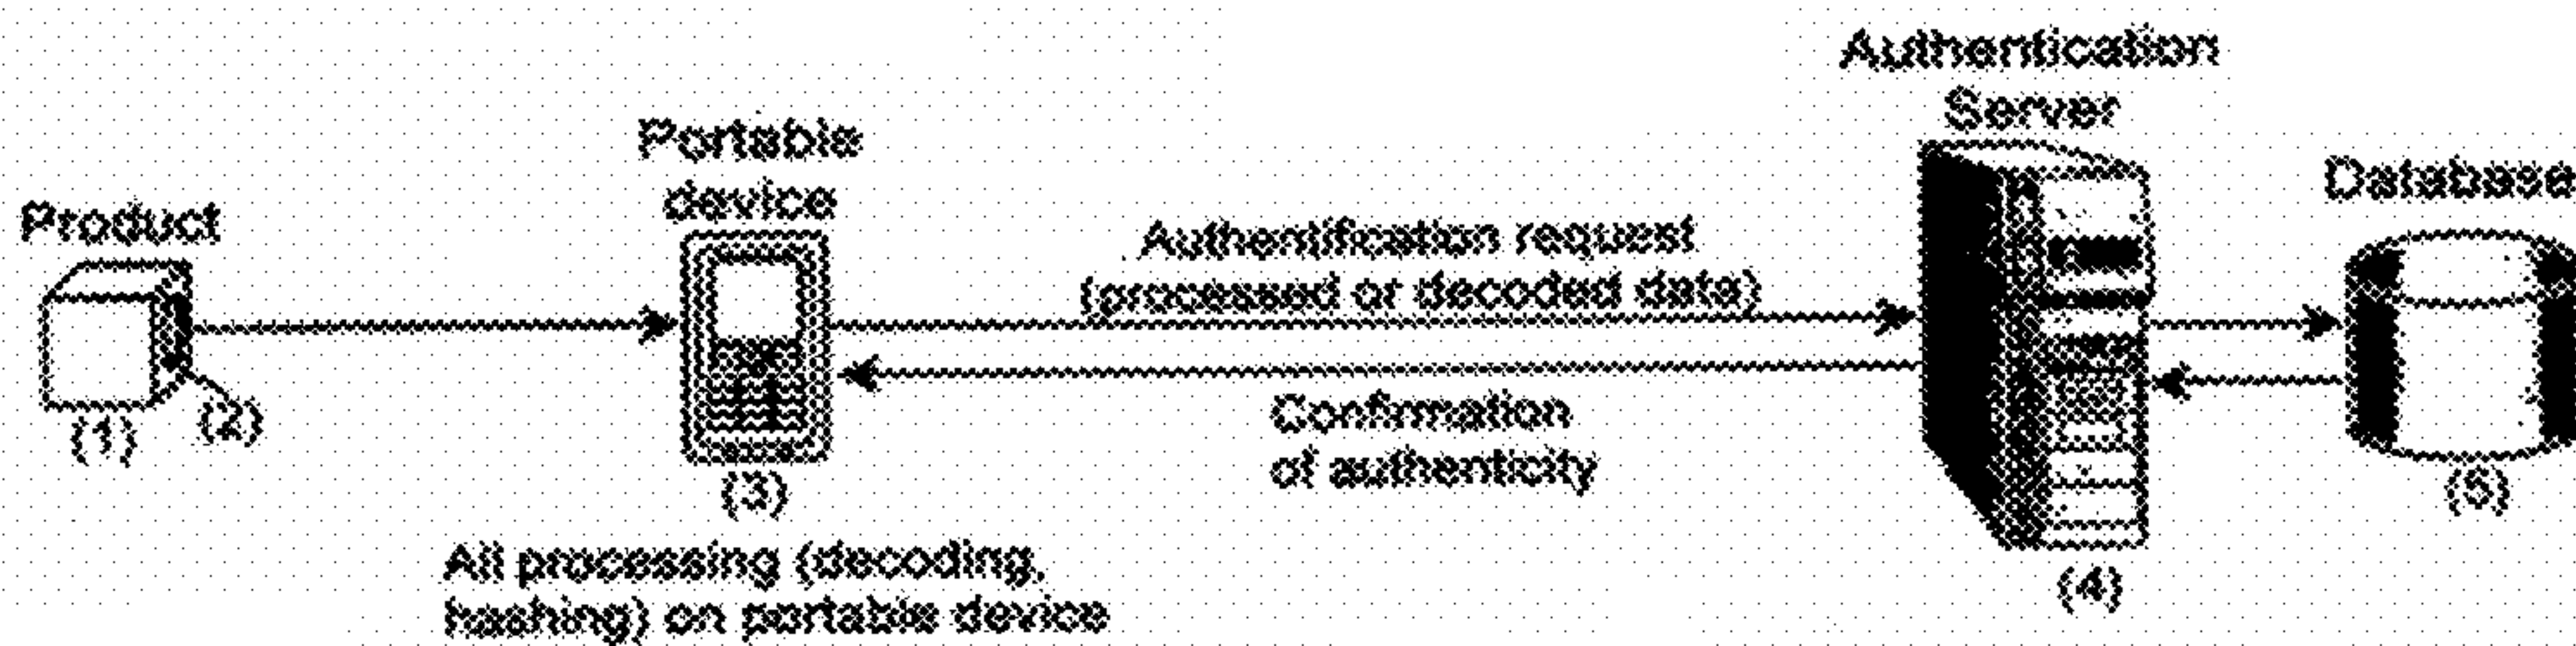 Product
(1)
(2)
Portable
device
(3)
All processing (decoding,
hashing) on portable device
Authentification request
(processed or decoded data)
Confirmation
of authenticity
Authentication
Server
(4)
Database
(5)